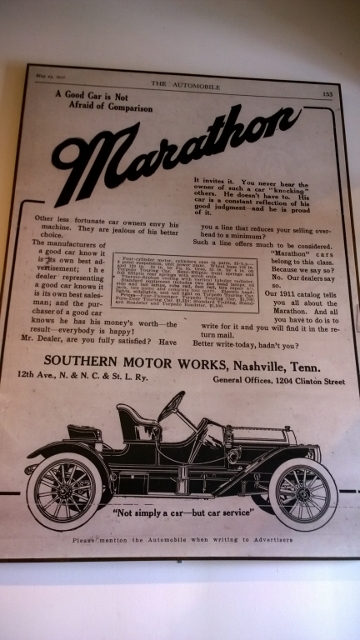 THE AUTOMOBILE
153
A Good Car is Not
Afraid of Comparison
Marathon
It invites it. You never hear the
owner of such a car "knocking"
others. He doesn't have to. His
car is a constant reflection of his
good judgment—and he is proud
of it.
Other less fortunate car owners envy his
machine. They are jealous of his better
choice.
The manufacturers of
a good car know it
is its own best ad-
vertisement; the
dealer representing
a good car knows it
is its own best sales-
man; and the pur-
chaser of a good car
knows he has his money's worth—the
result—everybody is happy!
Mr. Dealer, are you fully satisfied? Have
you a line that reduces your selling over-
head to a minimum?
Such a line offers much to be considered.
"Marathon" cars
belong to this class.
Because we say so?
No. Our dealers say
so.
Our 1911 catalog tells
you all about the
Marathon. And all
you have to do is to
write for it and you will find it in the re-
turn mail.
Better write today, hadn't you?
SOUTHERN MOTOR WORKS, Nashville, Tenn.
12th Ave., N. & N. C. & St. L. Ry.
General Offices, 1204 Clinton Street
"Not simply a car—but car service"
Please mention the Automobile when writing to Advertisers